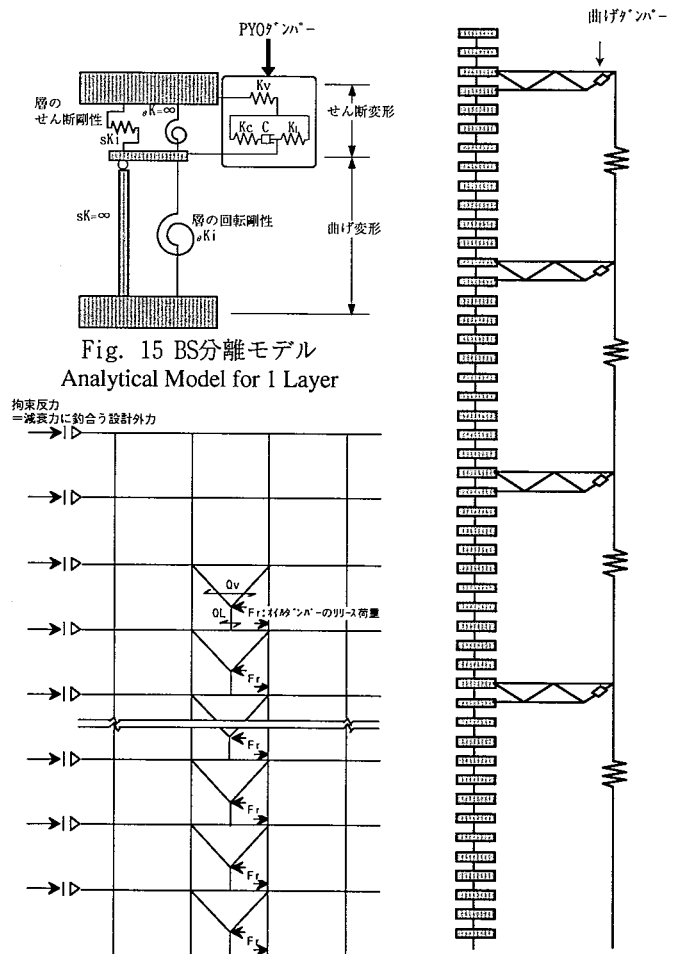 PYOダンパー
Kv
Kc
C
KL
層の
せん断剛性
sKi
θK=∞
せん断変形
sK=∞
層の回転剛性
θKi
曲げ変形
Fig. 15 BS分離モデル
Analytical Model for 1 Layer
拘束反力
=減衰力に釣合う設計外力
Qv
QL
Fr:オイルダンパーのリリース荷重
Fr
Fr
Fr
Fr
Fr
Fr
曲げダンパー